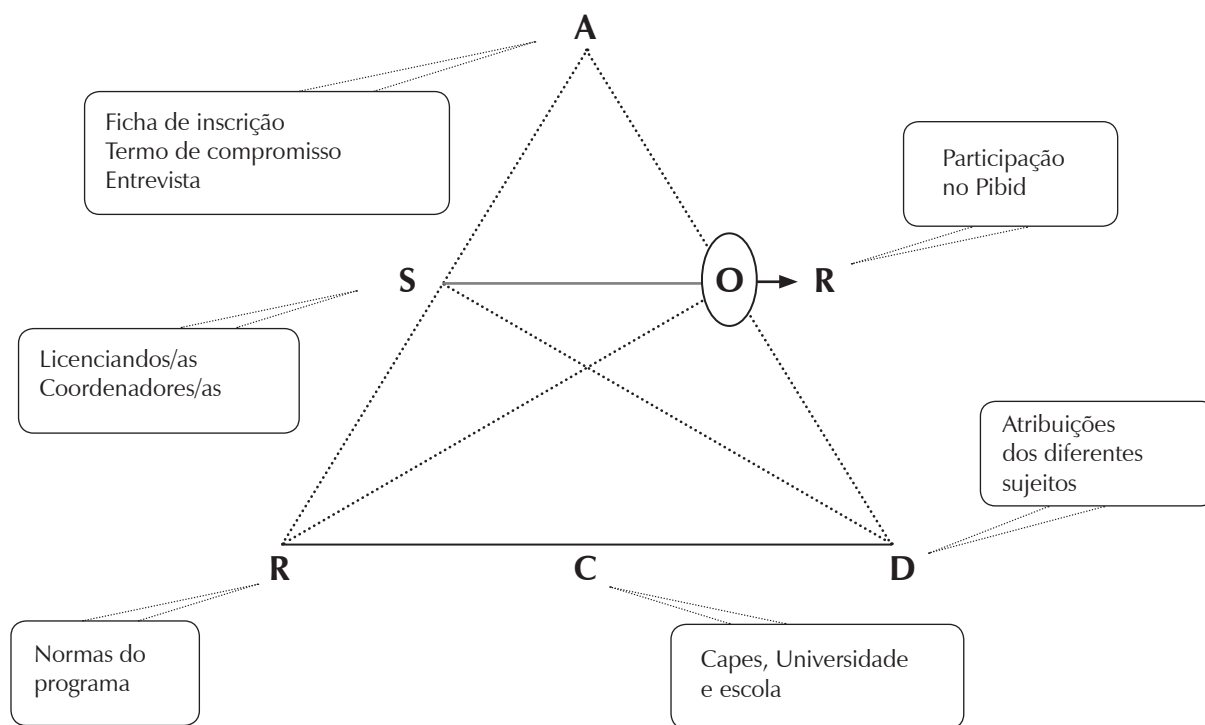 A
Ficha de inscrição
Termo de compromisso
Entrevista
Participação
no Pibid
S
O
R
Licenciandos/as
Coordenadores/as
Atribuições
dos diferentes
sujeitos
R
C
D
Normas do
programa
Capes, Universidade
e escola